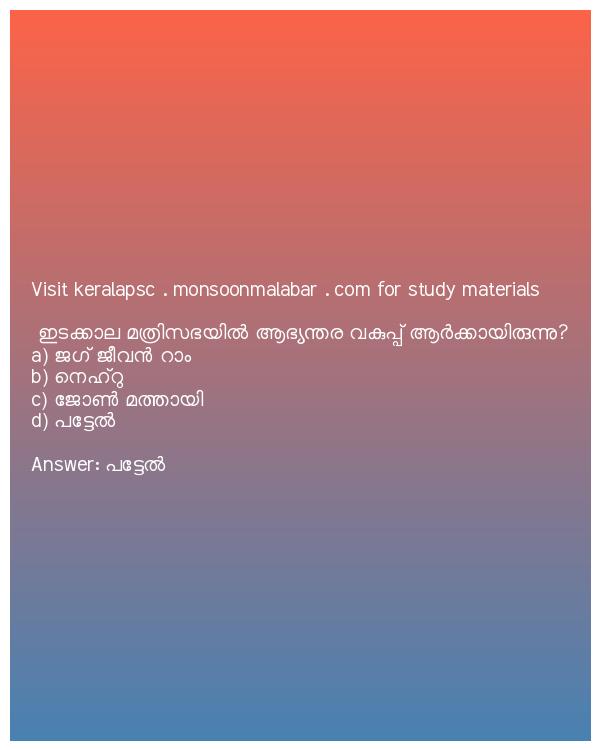 Visit keralapsc . monsoonmalabar . com for study materials
ഇടക്കാല മന്ത്രിസഭയിൽ ആഭ്യന്തര വകുപ്പ് ആർക്കായിരുന്നു?
a) ജഗ് ജീവൻ റാം
b) നെഹ്റു
c) ജോൺ മത്തായി
d) പട്ടേൽ
Answer: പട്ടേൽ